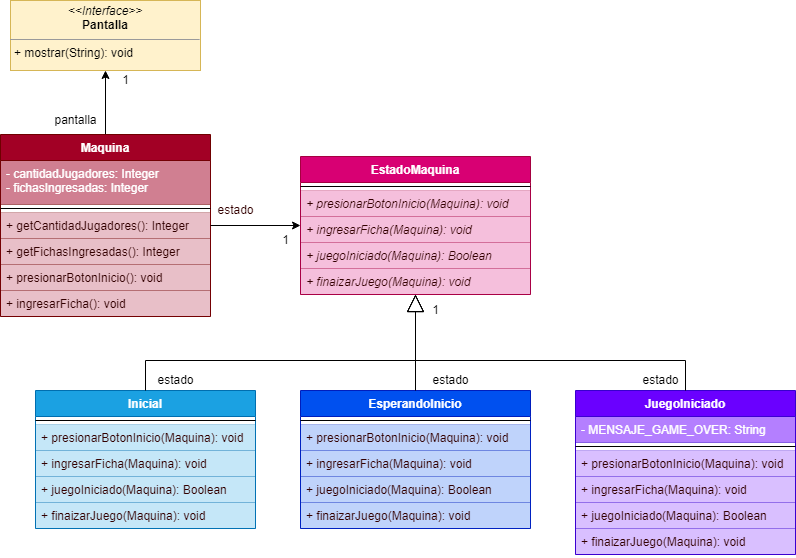 <<Interface>>
Pantalla
+ mostrar(String): void
1
pantalla
Maquina
- cantidadJugadores: Integer
- fichasIngresadas: Integer
+ getCantidadJugadores(): Integer
+ getFichasIngresadas(): Integer
+ presionarBotonInicio(): void
+ ingresarFicha(): void
estado
1
EstadoMaquina
+ presionarBotonInicio(Maquina): void
+ ingresarFicha(Maquina): void
+ juegoIniciado(Maquina): Boolean
+ finaizarJuego(Maquina): void
1
estado
estado
estado
Inicial
+ presionarBotonInicio(Maquina): void
+ ingresarFicha(Maquina): void
+ juegoIniciado(Maquina): Boolean
+ finaizarJuego(Maquina): void
EsperandoInicio
+ presionarBotonInicio(Maquina): void
+ ingresarFicha(Maquina): void
+ juegoIniciado(Maquina): Boolean
+ finaizarJuego(Maquina): void
JuegoIniciado
- MENSAJE_GAME_OVER: String
+ presionarBotonInicio(Maquina): void
+ ingresarFicha(Maquina): void
+ juegoIniciado(Maquina): Boolean
+ finaizarJuego(Maquina): void